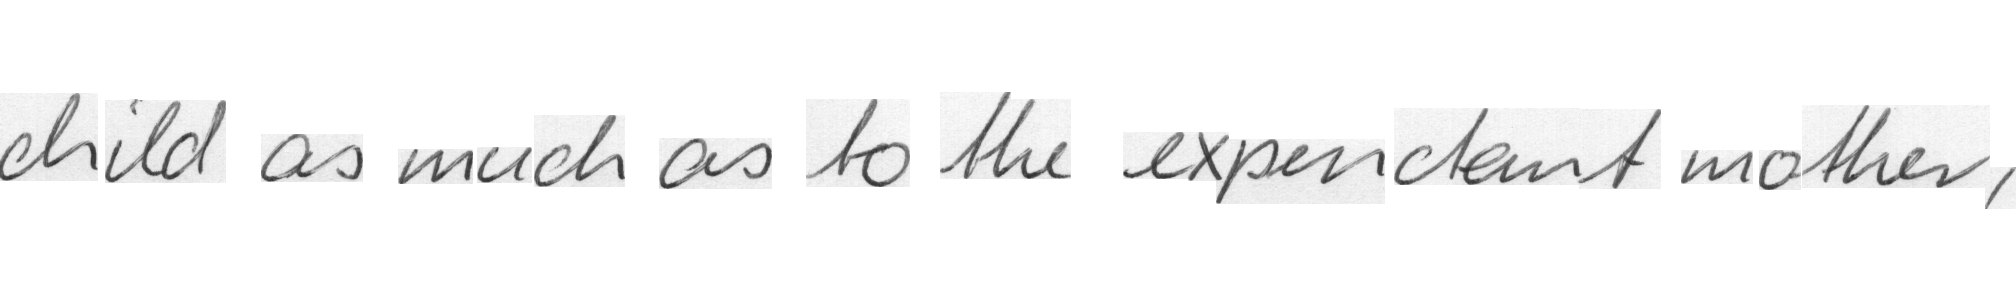 child as much as to the expendant mother,